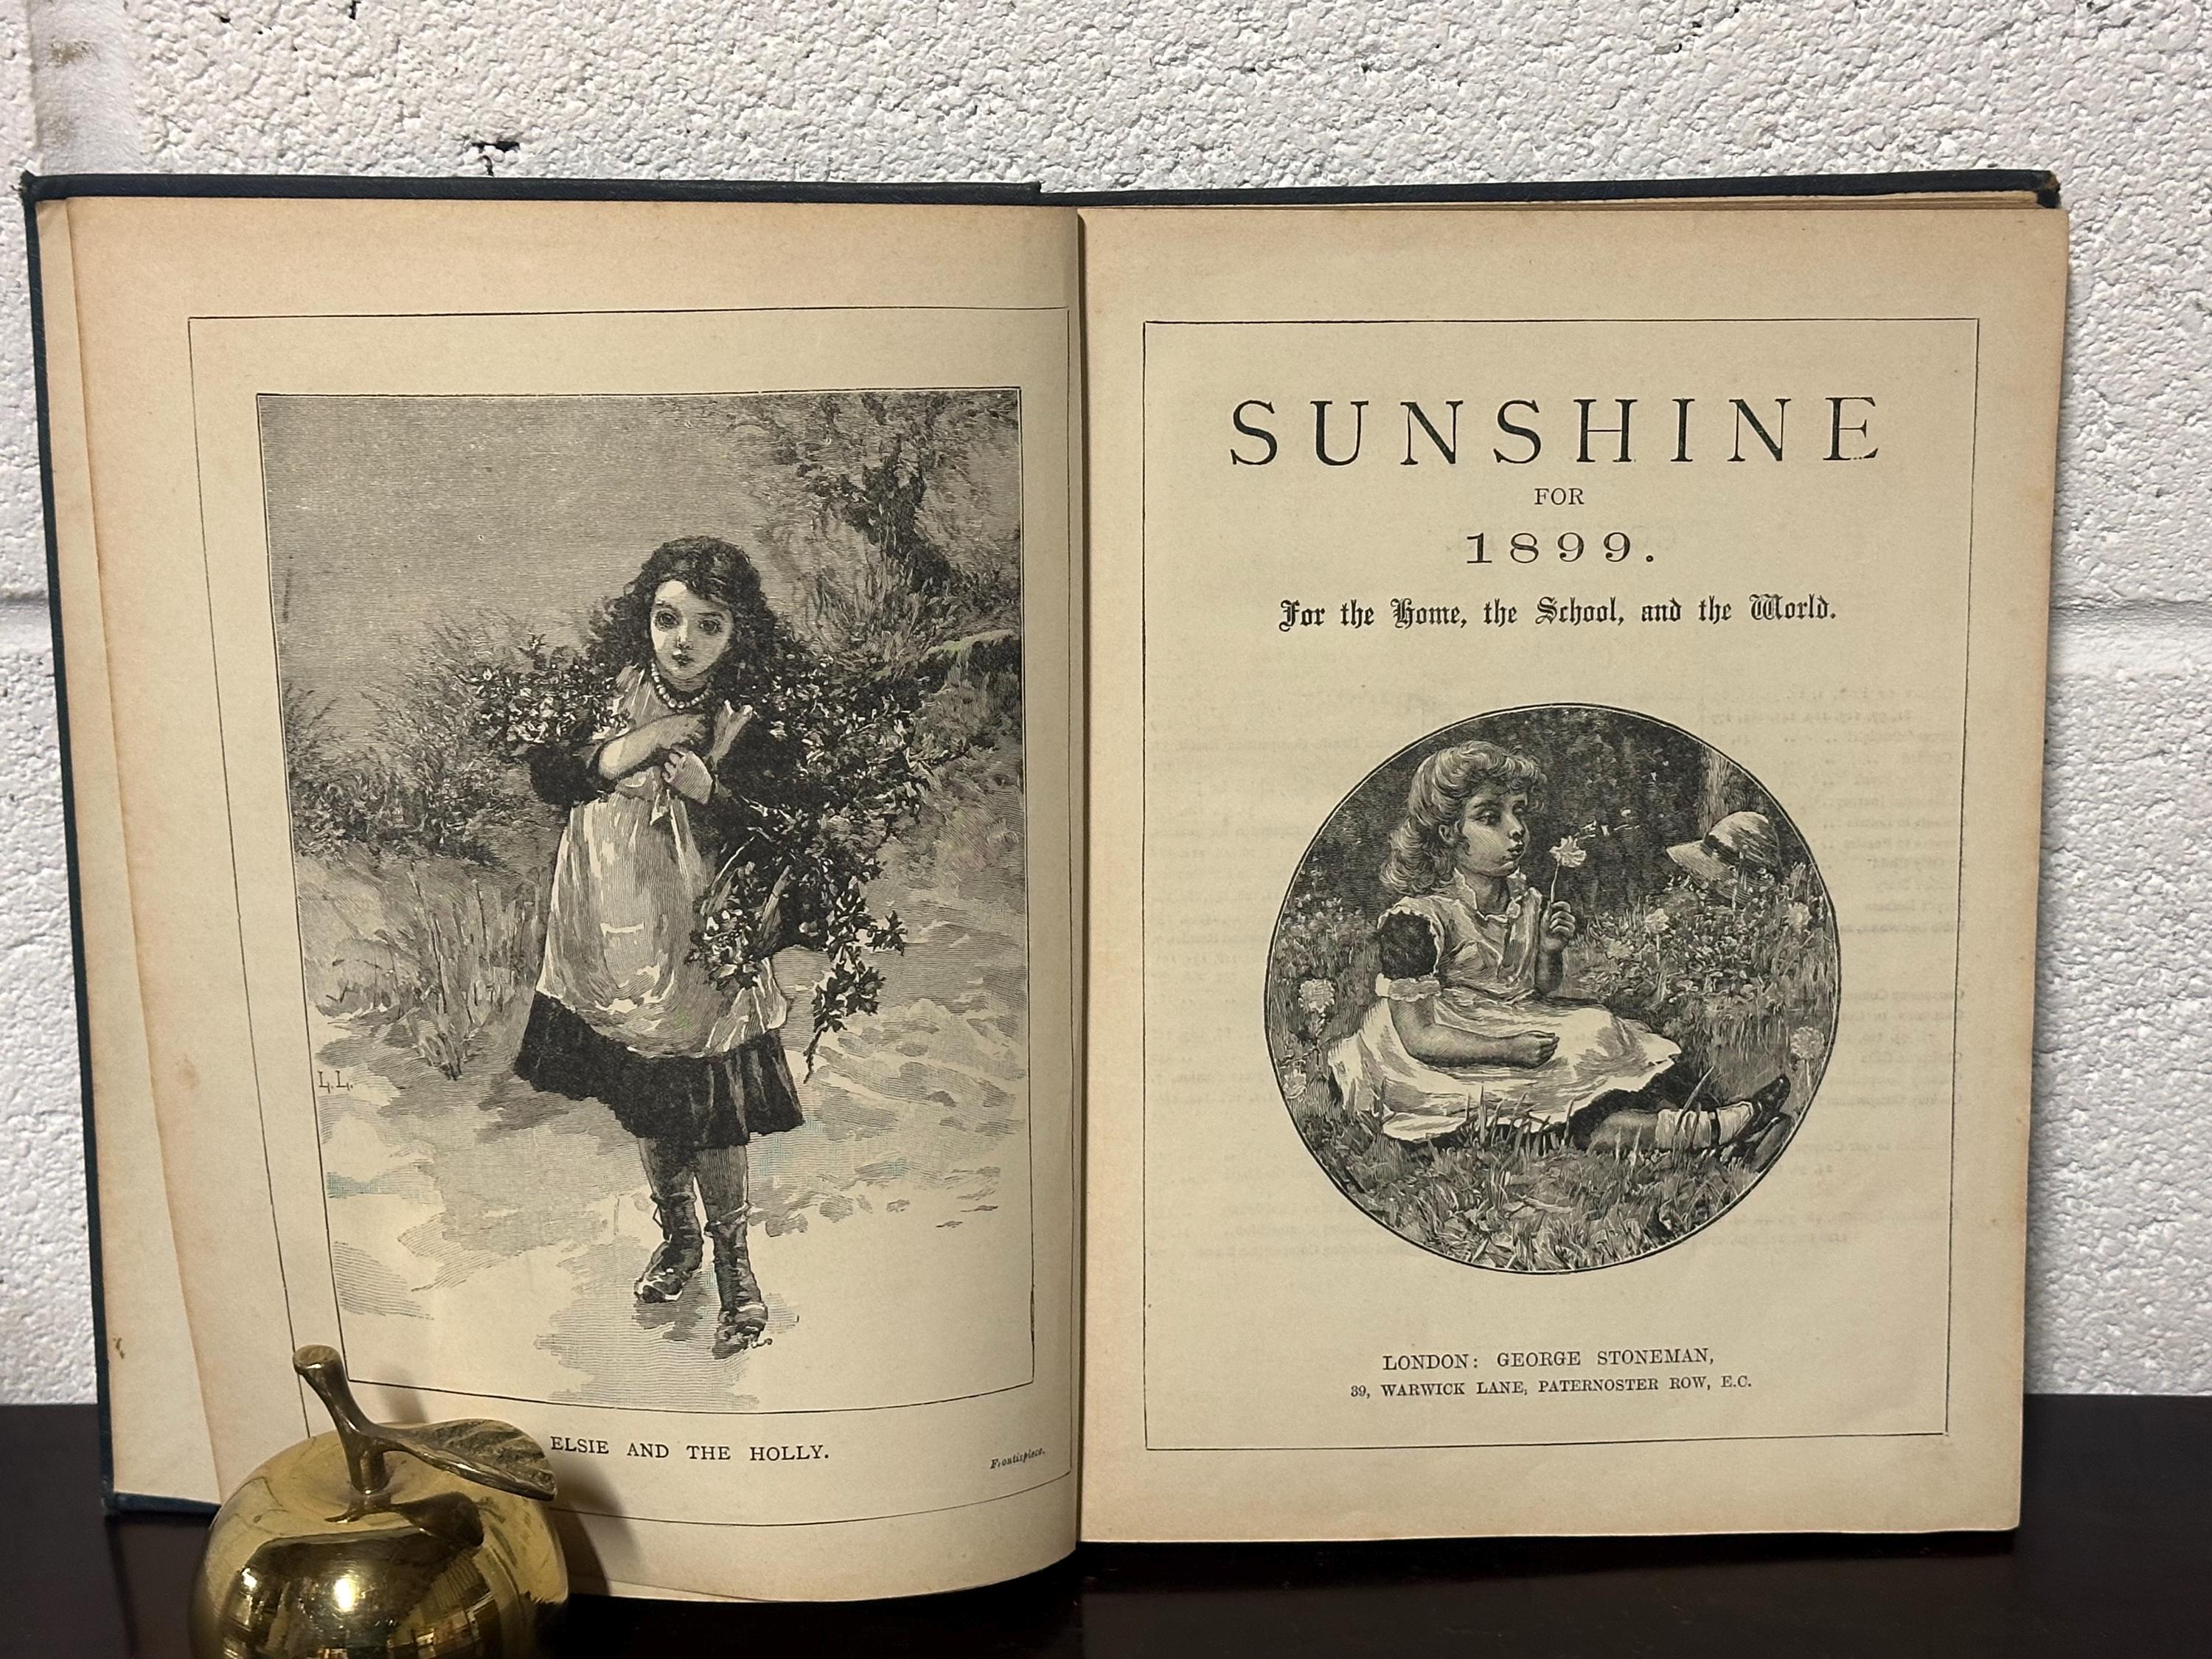 L.L.
ELSIE AND THE HOLLY.
Frontispiece.
SUNSHINE
FOR
1899.
For the Home, the School, and the World.
LONDON: GEORGE STONEMAN,
39, WARWICK LANE, PATERNOSTER ROW, E.C.